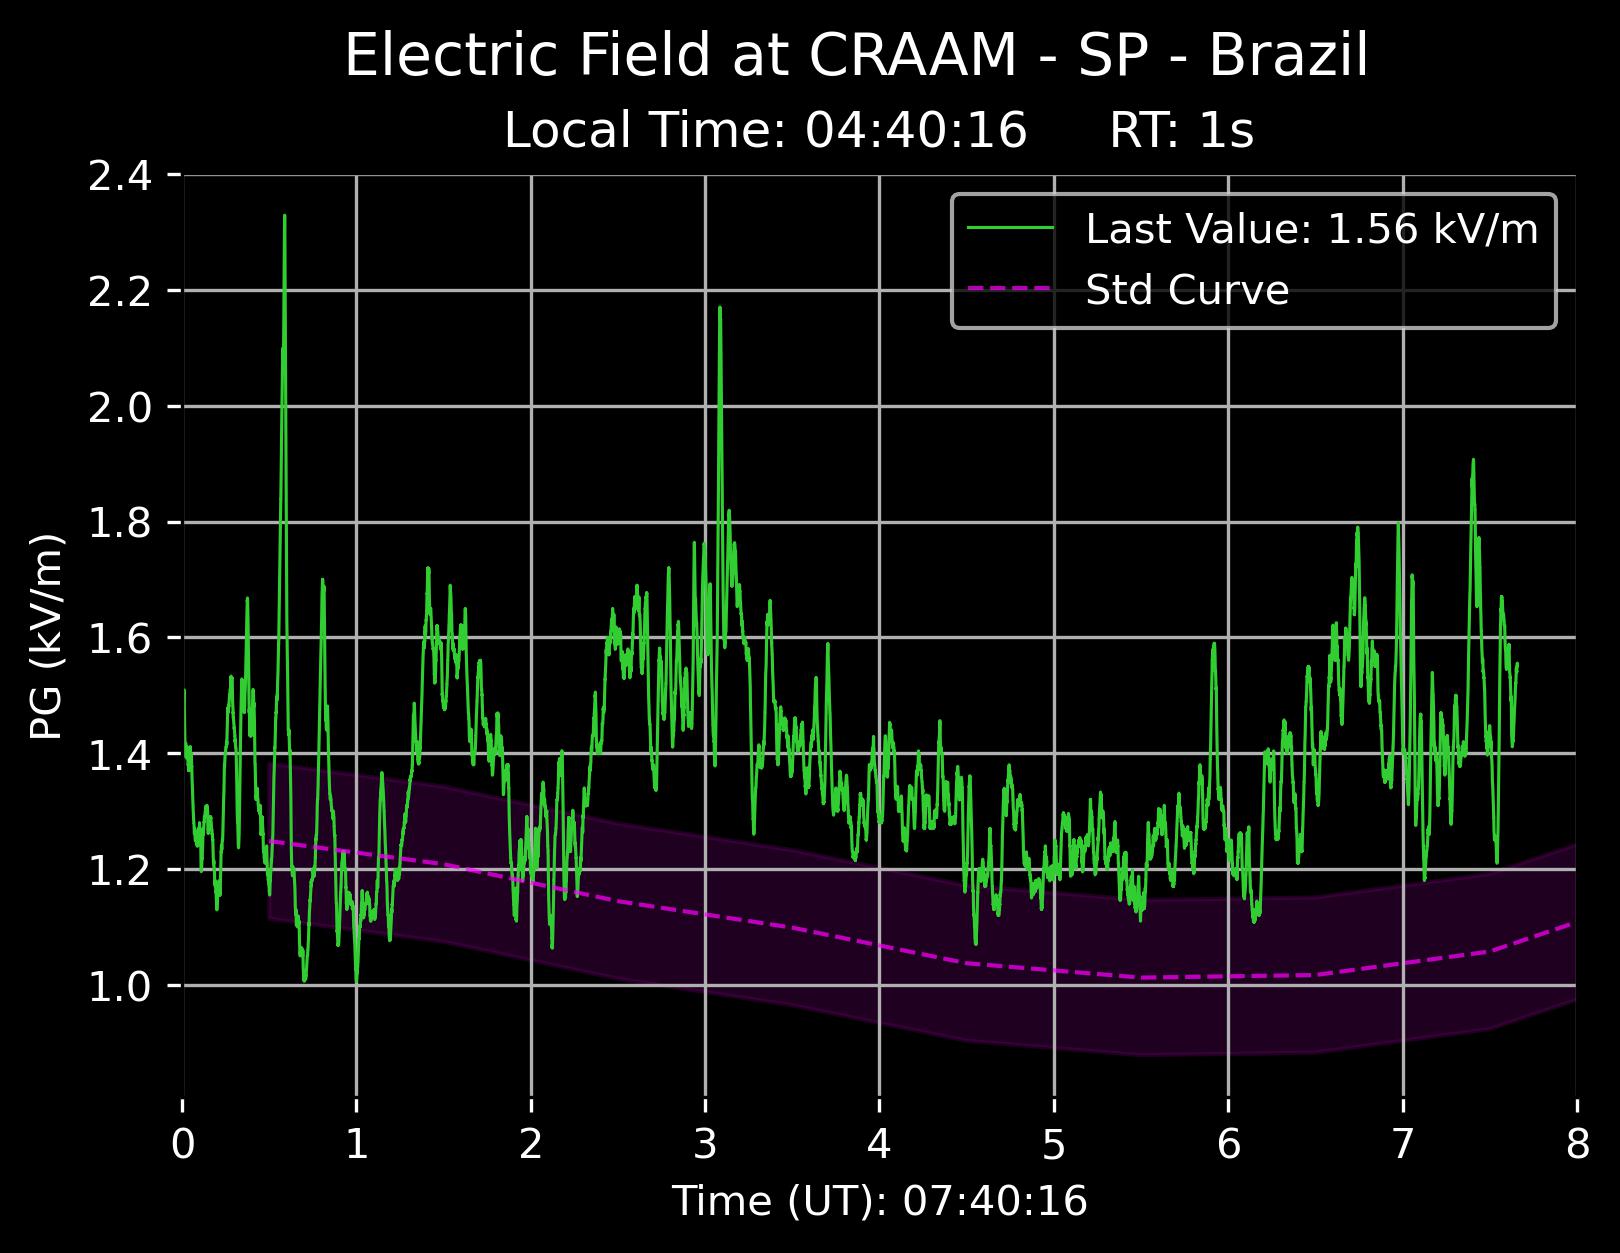 Electric Field at CRAAM - SP - Brazil
Local Time: 04:40:16 RT: 1s
Last Value: 1.56 kV/m
Std Curve
PG (kV/m)
2.4
2.2
2.0
1.8
1.6
1.4
1.2
1.0
0 1 2 3 4 5 6 7 8
Time (UT): 07:40:16